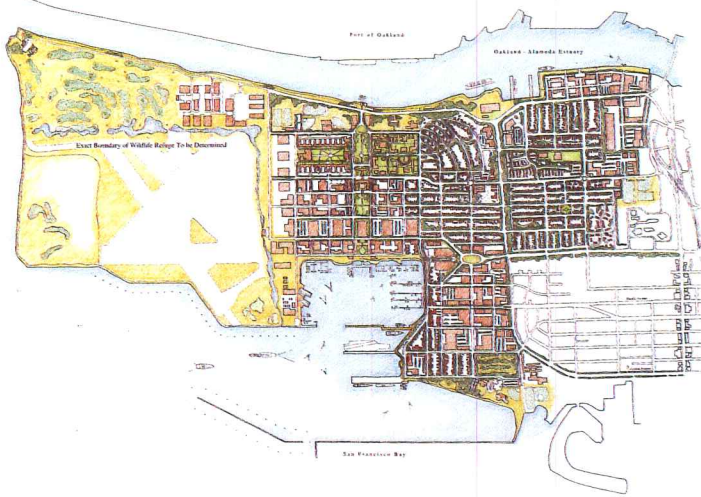 Port of Oakland
Oakland - Alameda Estuary
Exact Boundary of Wildlife Refuge To be Determined
San Francisco Bay